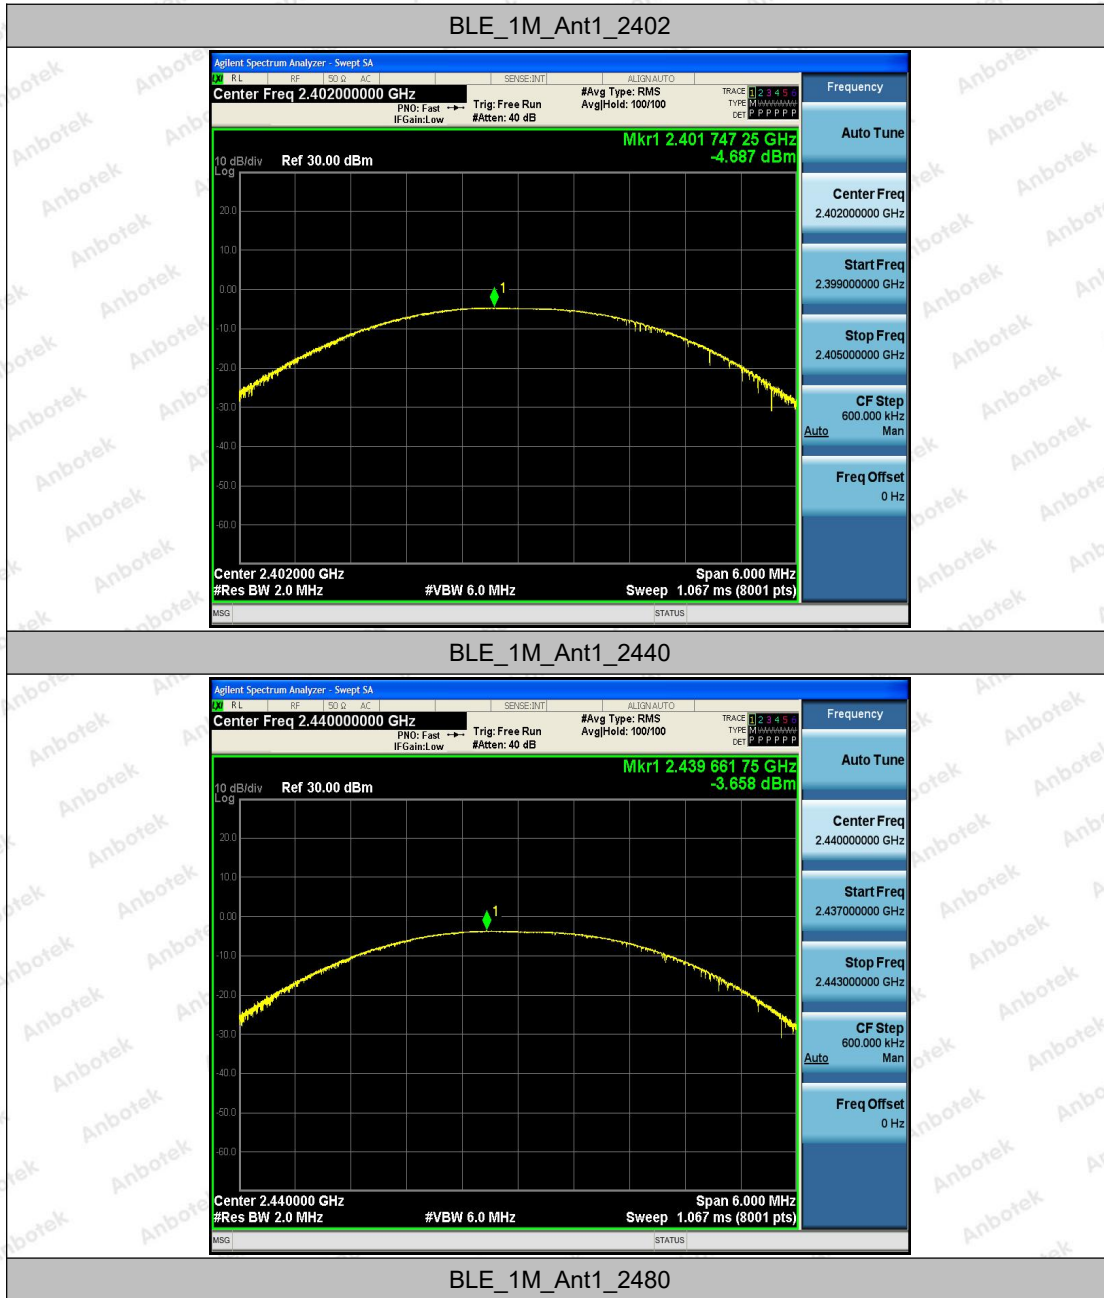 BLE_1M_Ant1_2402
Agilent Spectrum Analyzer - Swept SA
RL RF 50 Ω AC SENSE:INT ALIGNAUTO
Center Freq 2.402000000 GHz
PNO: Fast
IFGain:Low
Trig: Free Run
#Atten: 40 dB
#Avg Type: RMS
Avg|Hold: 100/100
TRACE 1 2 3 4 5 6
TYPE M
DET P P P P P P
Mkr1 2.401 747 25 GHz
-4.687 dBm
10 dB/div Ref 30.00 dBm
Log
20.0
10.0
0.00
-10.0
-20.0
-30.0
-40.0
-50.0
-60.0
1
Center 2.402000 GHz Span 6.000 MHz
#Res BW 2.0 MHz #VBW 6.0 MHz Sweep 1.067 ms (8001 pts)
MSG STATUS
Frequency
Auto Tune
Center Freq
2.402000000 GHz
Start Freq
2.399000000 GHz
Stop Freq
2.405000000 GHz
CF Step
600.000 kHz
Auto Man
Freq Offset
0 Hz
BLE_1M_Ant1_2440
Agilent Spectrum Analyzer - Swept SA
RL RF 50 Ω AC SENSE:INT ALIGNAUTO
Center Freq 2.440000000 GHz
PNO: Fast
IFGain:Low
Trig: Free Run
#Atten: 40 dB
#Avg Type: RMS
Avg|Hold: 100/100
TRACE 1 2 3 4 5 6
TYPE M
DET P P P P P P
Mkr1 2.439 661 75 GHz
-3.658 dBm
10 dB/div Ref 30.00 dBm
Log
20.0
10.0
0.00
-10.0
-20.0
-30.0
-40.0
-50.0
-60.0
1
Center 2.440000 GHz Span 6.000 MHz
#Res BW 2.0 MHz #VBW 6.0 MHz Sweep 1.067 ms (8001 pts)
MSG STATUS
Frequency
Auto Tune
Center Freq
2.440000000 GHz
Start Freq
2.437000000 GHz
Stop Freq
2.443000000 GHz
CF Step
600.000 kHz
Auto Man
Freq Offset
0 Hz
BLE_1M_Ant1_2480